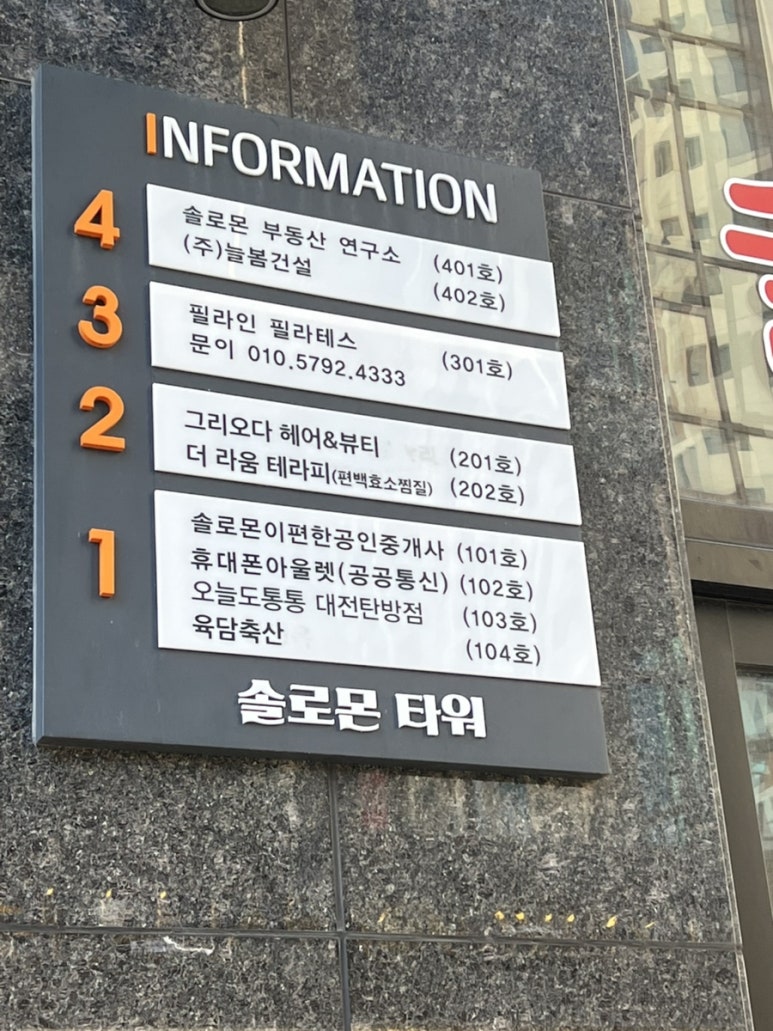 INFORMATION
4
솔로몬 부동산 연구소 (401호)
(주)늘봄건설 (402호)
3
필라인 필라테스 (301호)
문이 010.5792.4333
2
그리오다 헤어&뷰티 (201호)
더 라움 테라피(편백효소찜질) (202호)
1
솔로몬이편한공인중개사 (101호)
휴대폰아울렛(공공통신) (102호)
오늘도통통 대전탄방점 (103호)
육담축산 (104호)
솔로몬 타워